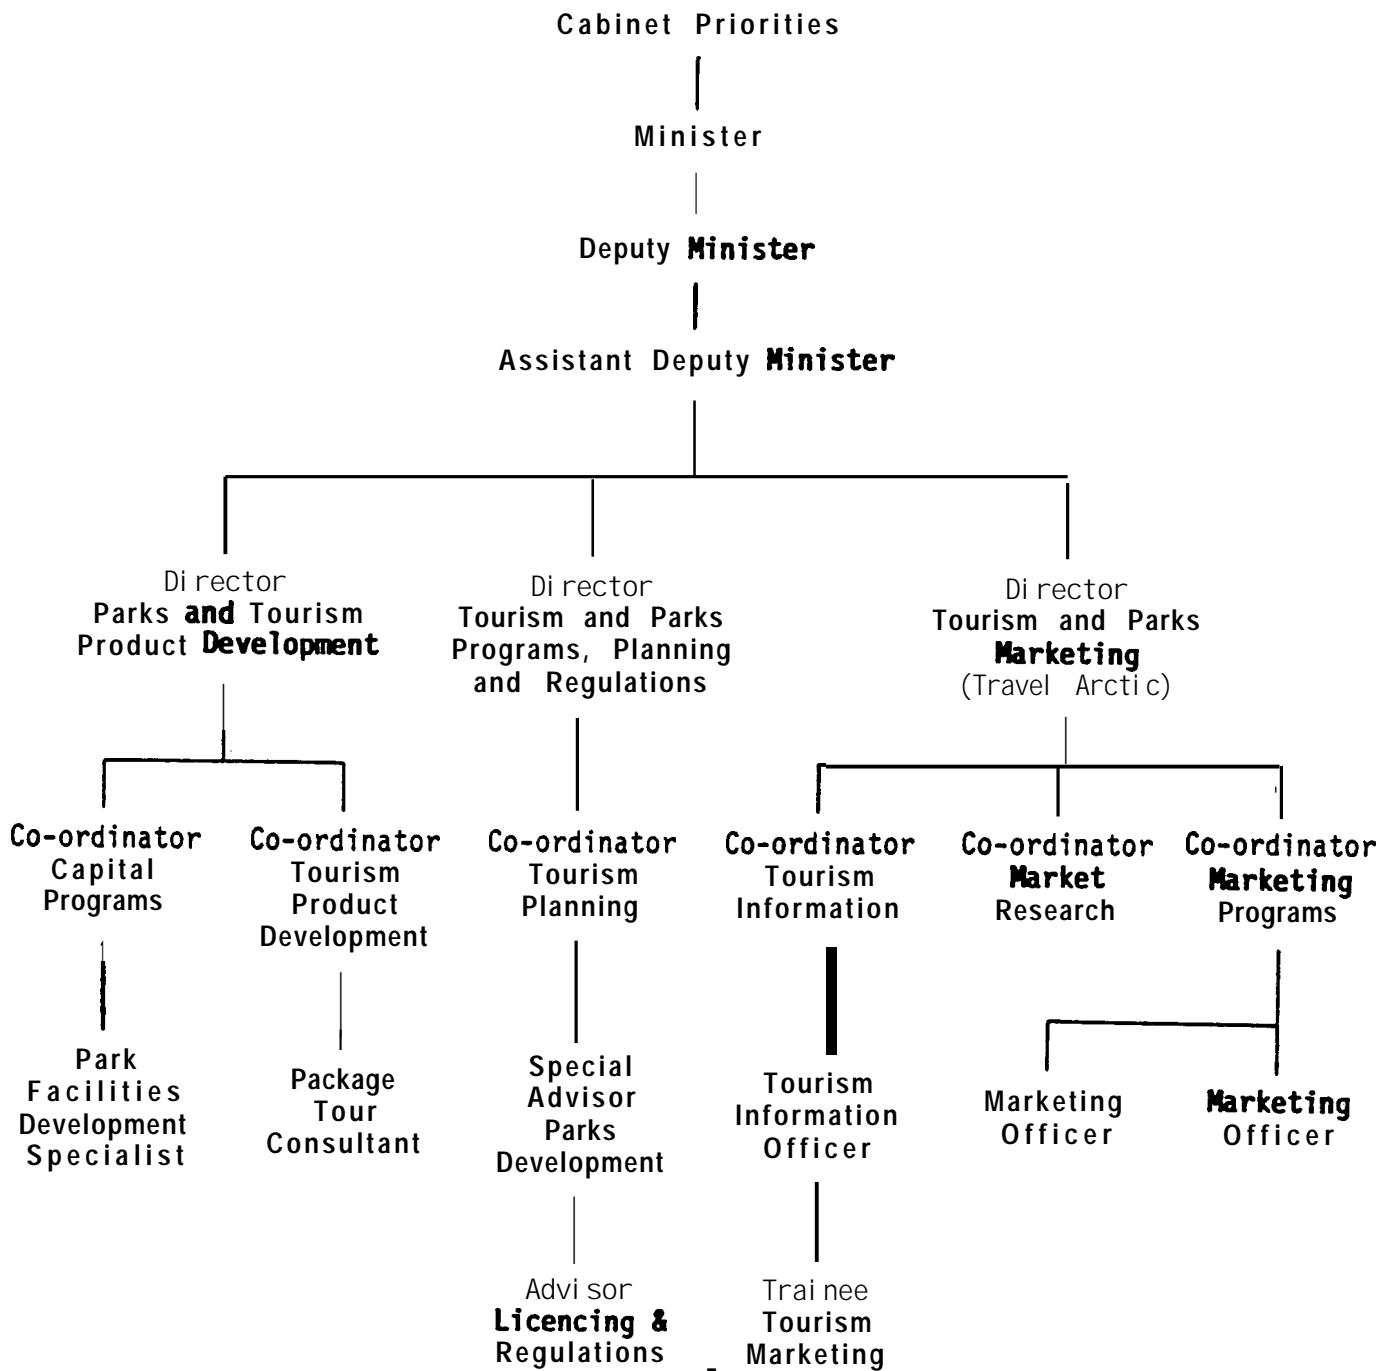 Cabinet Priorities
Minister
Deputy Minister
Assistant Deputy Minister
Director
Parks and Tourism
Product Development
Director
Tourism and Parks
Programs, Planning
and Regulations
Director
Tourism and Parks
Marketing
(Travel Arctic)
Co-ordinator
Capital
Programs
Co-ordinator
Tourism
Product
Development
Co-ordinator
Tourism
Planning
Co-ordinator
Tourism
Information
Co-ordinator
Market
Research
Co-ordinator
Marketing
Programs
Park
Facilities
Development
Specialist
Package
Tour
Consultant
Special
Advisor
Parks
Development
Tourism
Information
Officer
Marketing
Officer
Marketing
Officer
Advisor
Licencing &
Regulations
Trainee
Tourism
Marketing